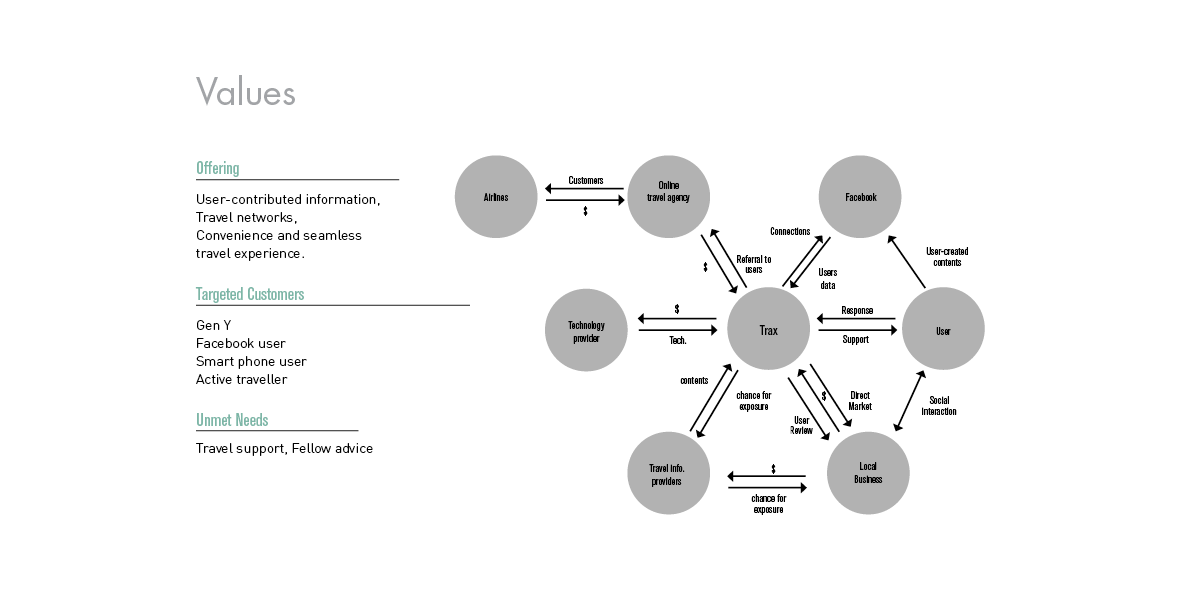 Values
Offering
User-contributed information,
Travel networks,
Convenience and seamless
travel experience.
Targeted Customers
Gen Y
Facebook user
Smart phone user
Active traveller
Unmet Needs
Travel support, Fellow advice
Airlines
Customers
$
Online
travel agency
Facebook
$
Referral to
users
Connections
Users
data
User-created
contents
Technology
provider
$
Tech.
Trax
Response
Support
User
contents
chance for
exposure
User
Review
$
Direct
Market
Social
interaction
Travel info.
providers
$
chance for
exposure
Local
Business